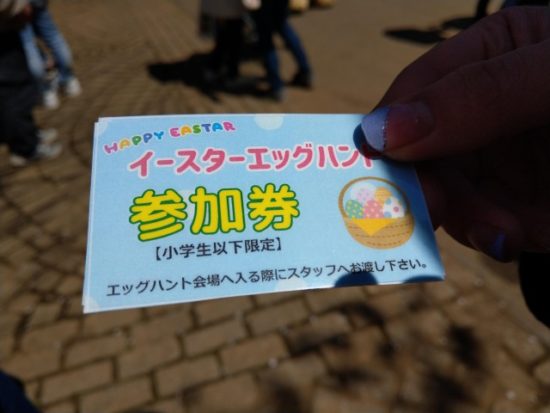 HAPPY EASTAR
イースターエッグハント
参加券
【小学生以下限定】
エッグハント会場へ入る際にスタッフへお渡し下さい。